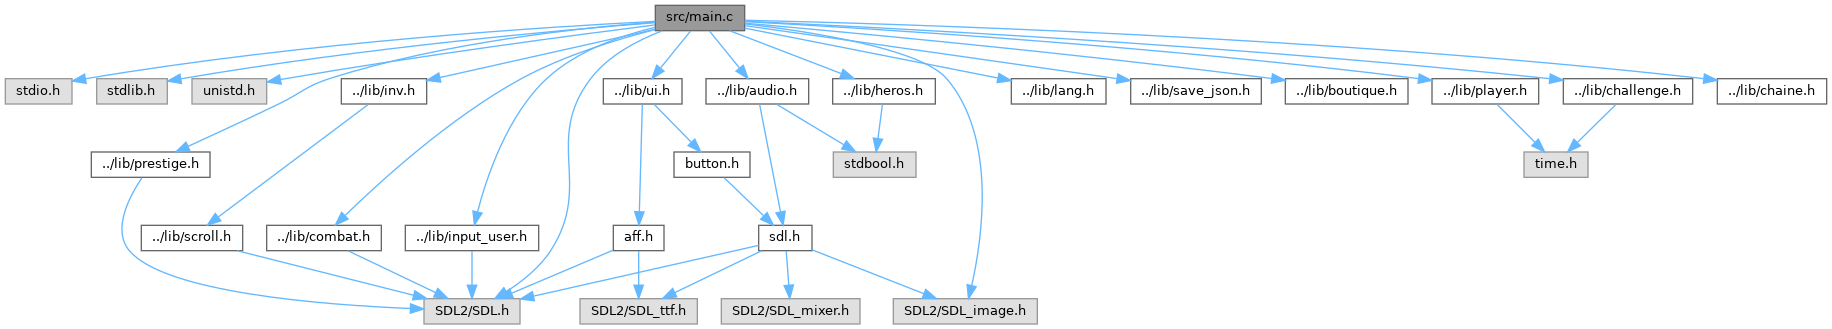 src/main.c
stdio.h
stdlib.h
unistd.h
../lib/inv.h
../lib/ui.h
../lib/audio.h
../lib/heros.h
../lib/lang.h
../lib/save_json.h
../lib/boutique.h
../lib/player.h
../lib/challenge.h
../lib/chaine.h
../lib/prestige.h
button.h
stdbool.h
time.h
../lib/scroll.h
../lib/combat.h
../lib/input_user.h
aff.h
sdl.h
SDL2/SDL.h
SDL2/SDL_ttf.h
SDL2/SDL_mixer.h
SDL2/SDL_image.h